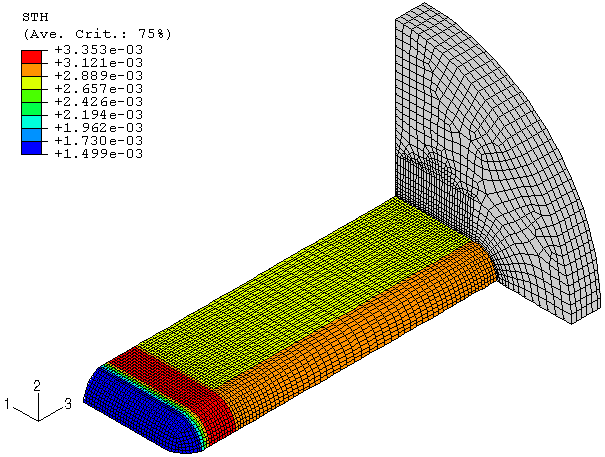 STH
(Ave. Crit.: 75%)
+3.353e-03
+3.121e-03
+2.889e-03
+2.657e-03
+2.426e-03
+2.194e-03
+1.962e-03
+1.730e-03
+1.499e-03
2
1
3